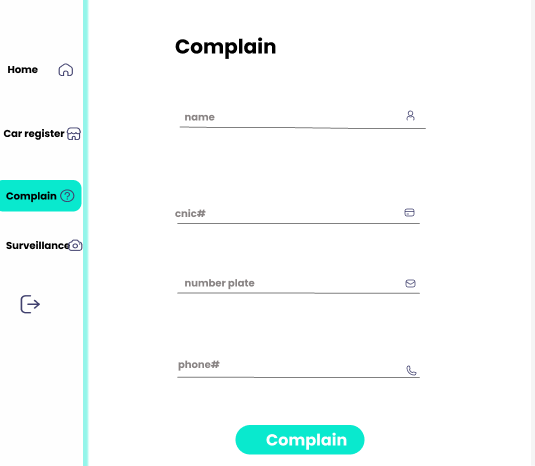 Home
Car register
Complain
Surveillance
Complain
name
cnic#
number plate
phone#
Complain